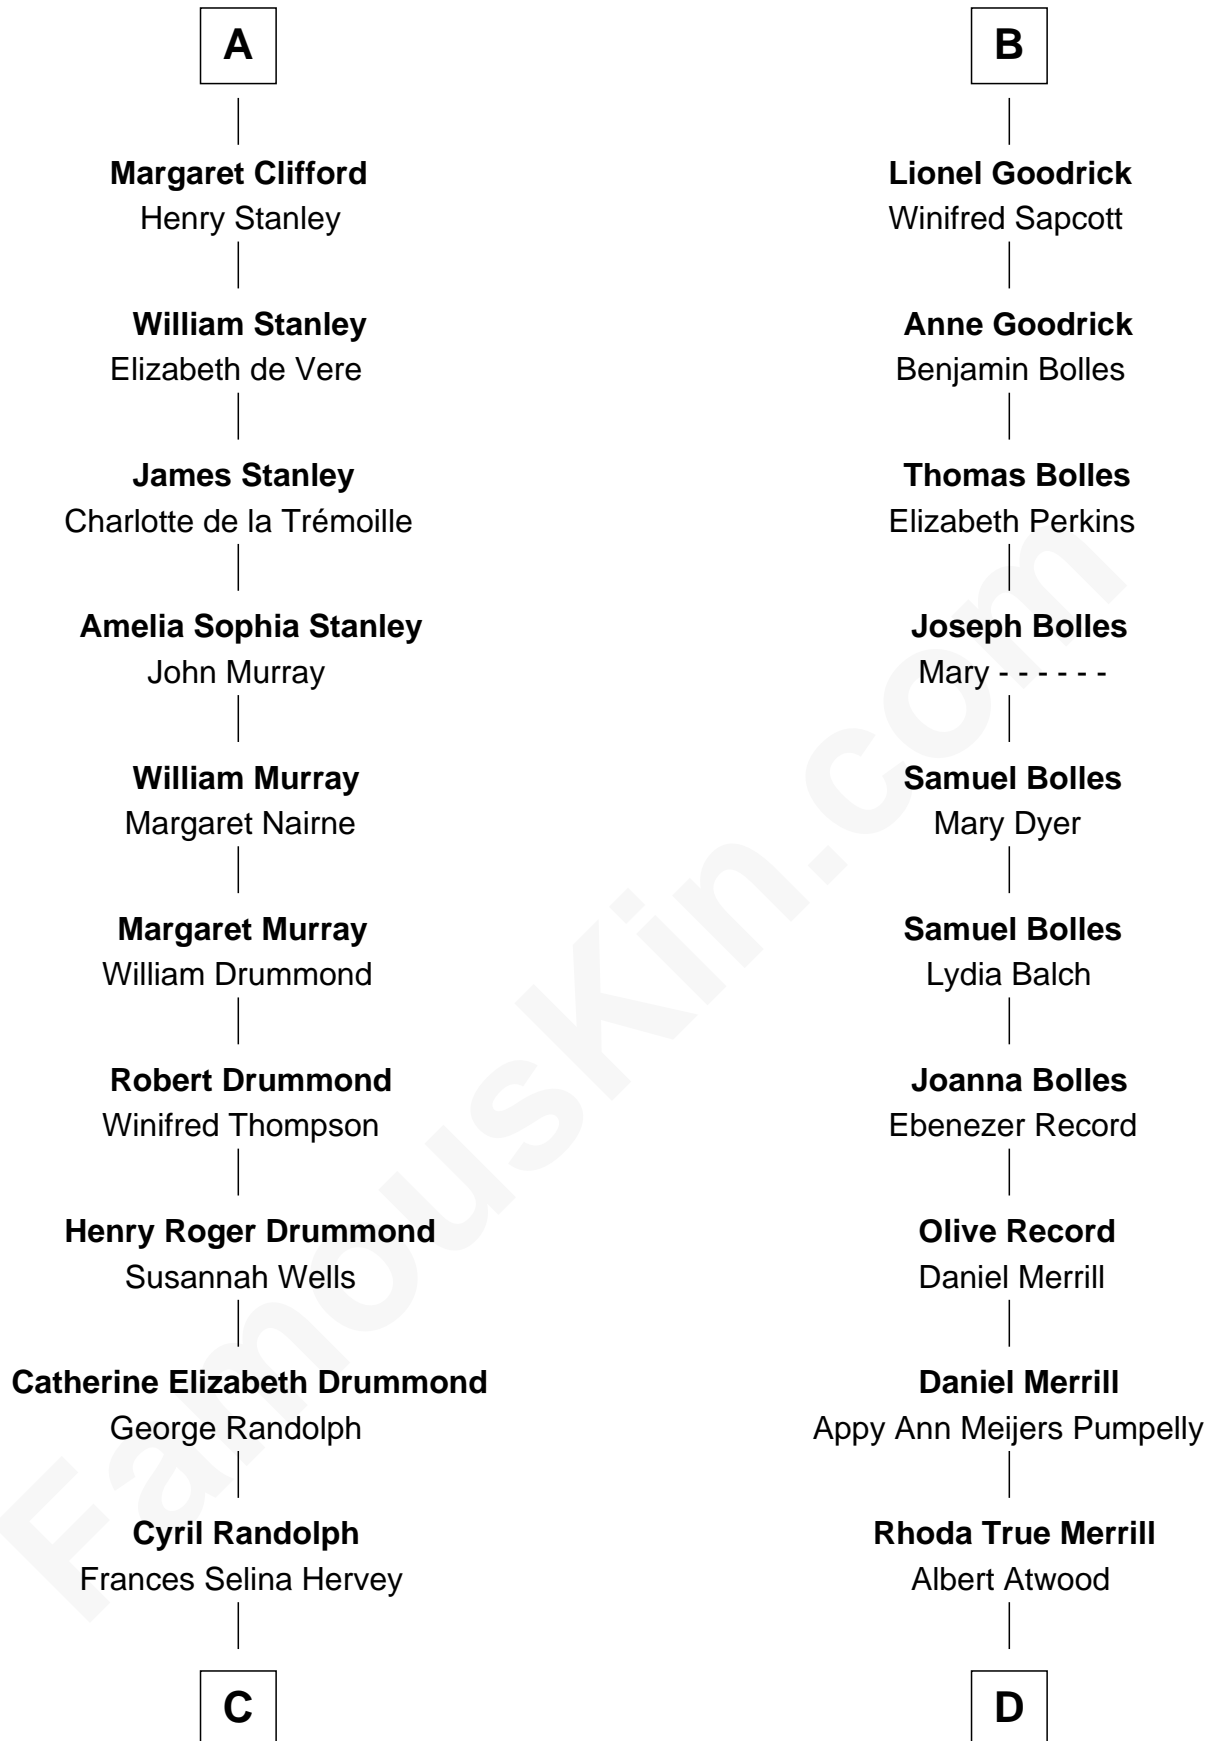 A
Margaret Clifford
Henry Stanley
William Stanley
Elizabeth de Vere
James Stanley
Charlotte de la Trémoille
Amelia Sophia Stanley
John Murray
William Murray
Margaret Nairne
Margaret Murray
William Drummond
Robert Drummond
Winifred Thompson
Henry Roger Drummond
Susannah Wells
Catherine Elizabeth Drummond
George Randolph
Cyril Randolph
Frances Selina Hervey
C
B
Lionel Goodrick
Winifred Sapcott
Anne Goodrick
Benjamin Bolles
Thomas Bolles
Elizabeth Perkins
Joseph Bolles
Mary - - - - - -
Samuel Bolles
Mary Dyer
Samuel Bolles
Lydia Balch
Joanna Bolles
Ebenezer Record
Olive Record
Daniel Merrill
Daniel Merrill
Appy Ann Meijers Pumpelly
Rhoda True Merrill
Albert Atwood
D
FamousKin.com